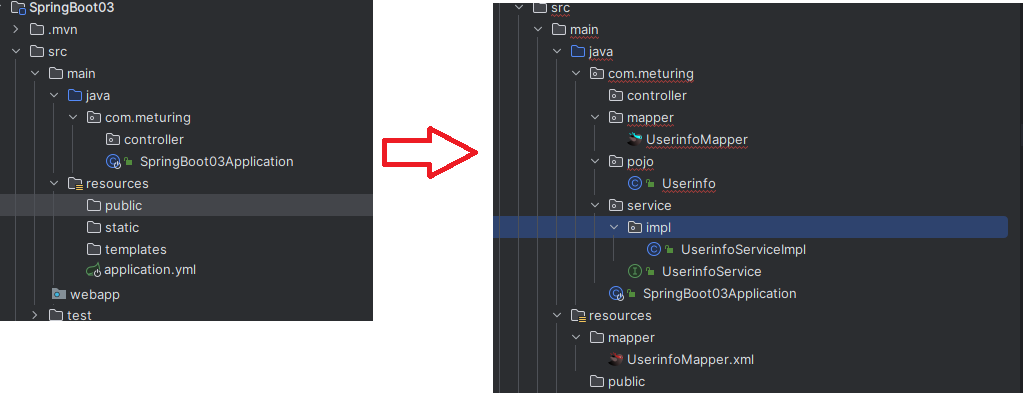 SpringBoot03
.mvn
src
main
java
com.meturing
controller
SpringBoot03Application
resources
public
static
templates
application.yml
webapp
test
src
main
java
com.meturing
controller
mapper
UserinfoMapper
pojo
Userinfo
service
impl
UserinfoServiceImpl
UserinfoService
SpringBoot03Application
resources
mapper
UserinfoMapper.xml
public